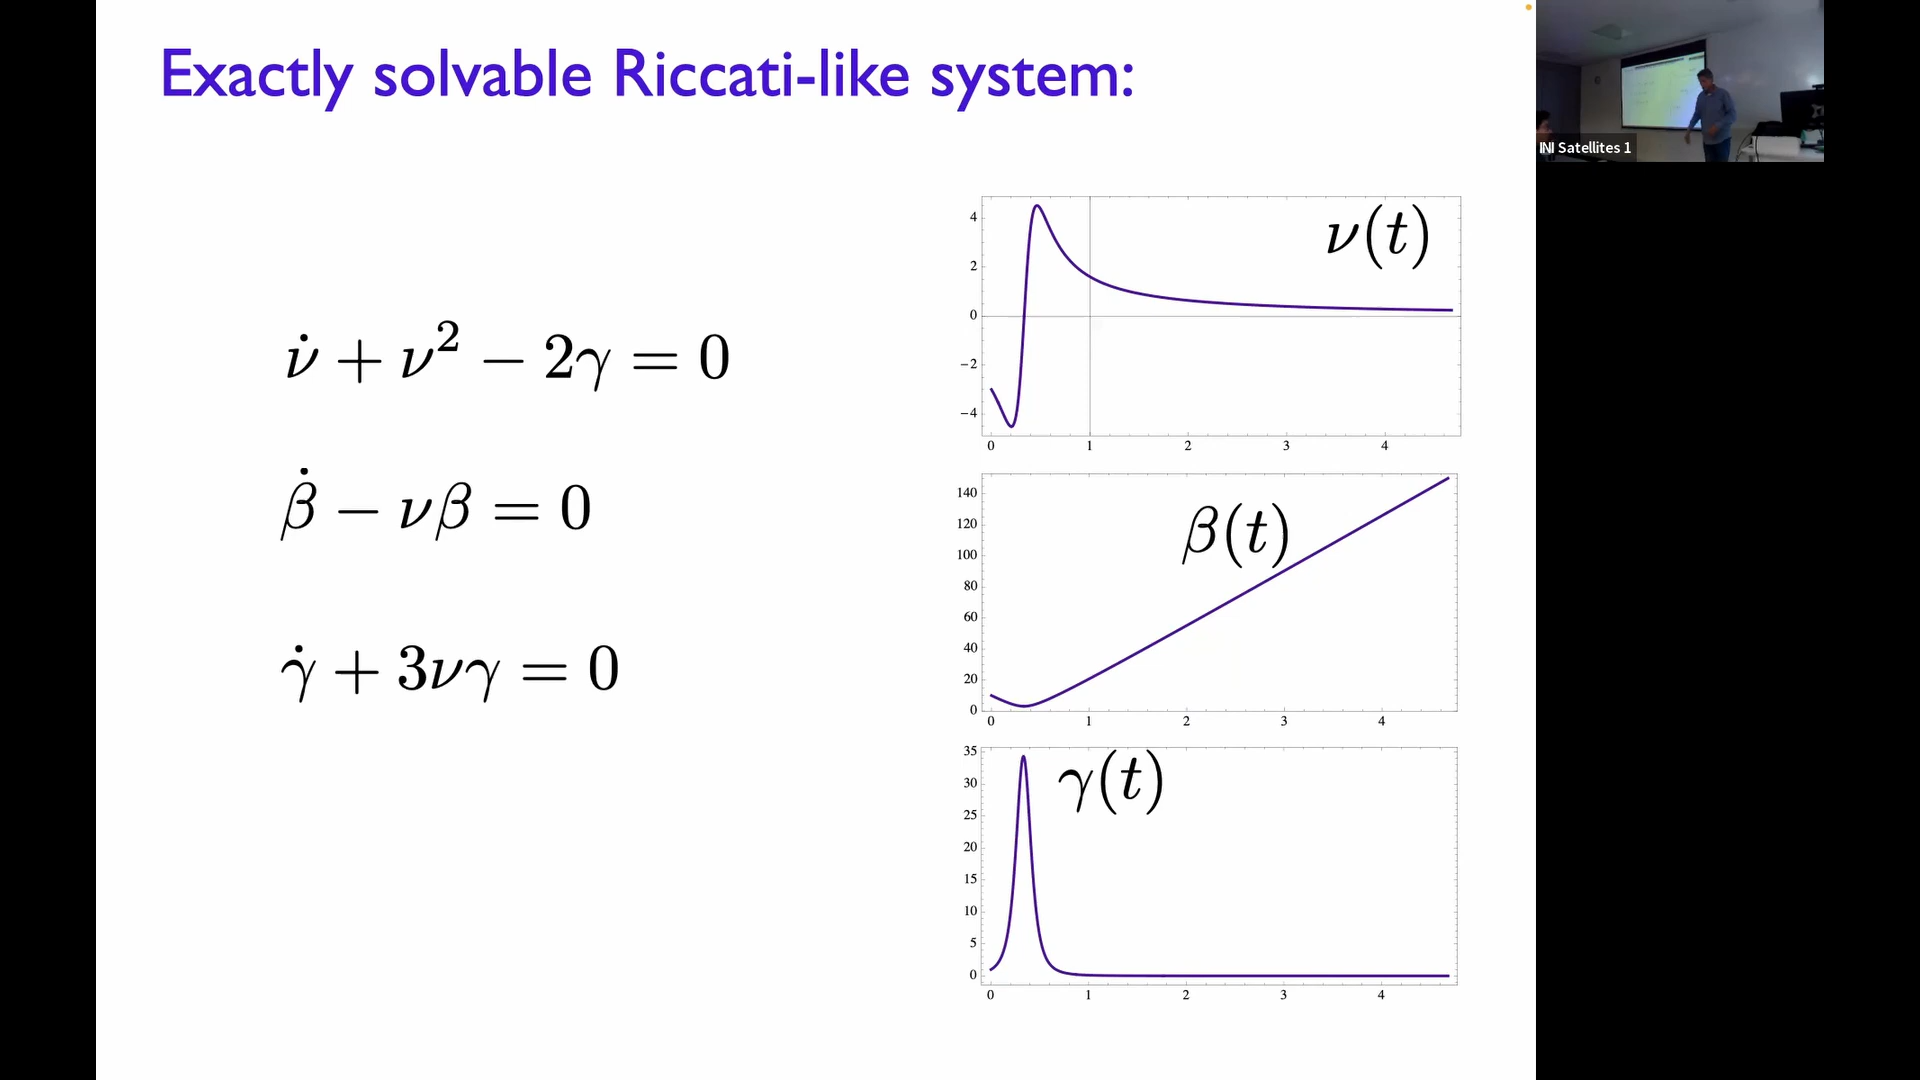 Exactly solvable Riccati-like system:
INI Satellites 1
ν̇ + ν² − 2γ = 0
β̇ − νβ = 0
γ̇ + 3νγ = 0
ν(t)
4
2
0
−2
−4
0 1 2 3 4
β(t)
140
120
100
80
60
40
20
0
0 1 2 3 4
γ(t)
35
30
25
20
15
10
5
0
0 1 2 3 4